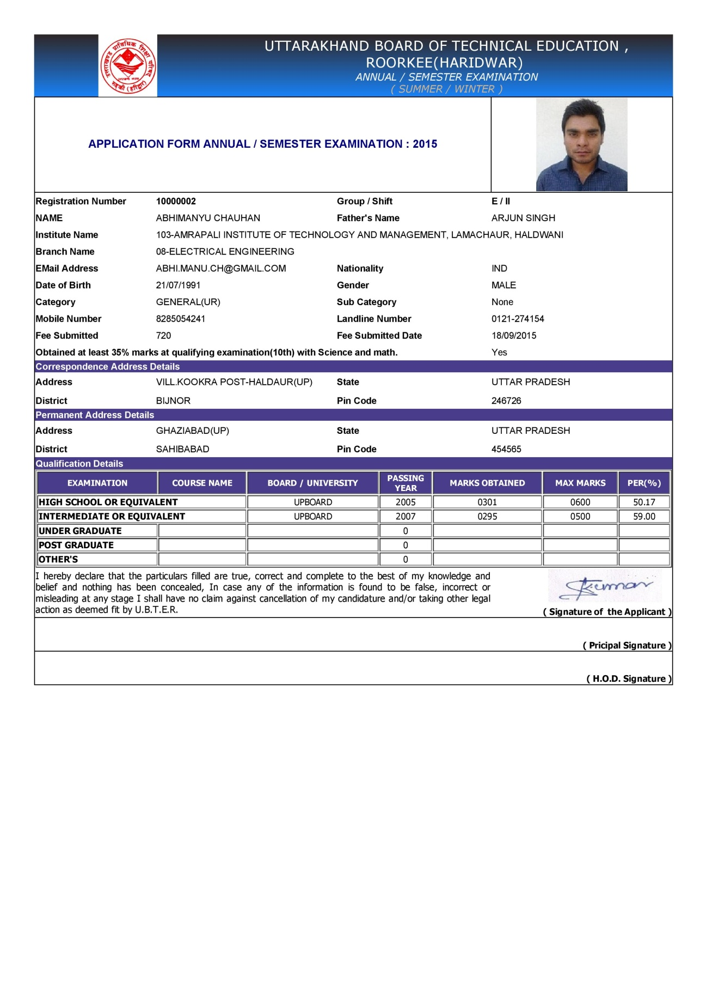 उत्तराखण्ड प्राविधिक शिक्षा परिषद
रुड़की (हरिद्वार)
UTTARAKHAND BOARD OF TECHNICAL EDUCATION ,
ROORKEE(HARIDWAR)
ANNUAL / SEMESTER EXAMINATION
( SUMMER / WINTER )
APPLICATION FORM ANNUAL / SEMESTER EXAMINATION : 2015
Registration Number 10000002 Group / Shift E / II
NAME ABHIMANYU CHAUHAN Father's Name ARJUN SINGH
Institute Name 103-AMRAPALI INSTITUTE OF TECHNOLOGY AND MANAGEMENT, LAMACHAUR, HALDWANI
Branch Name 08-ELECTRICAL ENGINEERING
EMail Address ABHI.MANU.CH@GMAIL.COM Nationality IND
Date of Birth 21/07/1991 Gender MALE
Category GENERAL(UR) Sub Category None
Mobile Number 8285054241 Landline Number 0121-274154
Fee Submitted 720 Fee Submitted Date 18/09/2015
Obtained at least 35% marks at qualifying examination(10th) with Science and math. Yes
Correspondence Address Details
Address VILL.KOOKRA POST-HALDAUR(UP) State UTTAR PRADESH
District BIJNOR Pin Code 246726
Permanent Address Details
Address GHAZIABAD(UP) State UTTAR PRADESH
District SAHIBABAD Pin Code 454565
Qualification Details
EXAMINATION COURSE NAME BOARD / UNIVERSITY PASSING YEAR MARKS OBTAINED MAX MARKS PER(%)
HIGH SCHOOL OR EQUIVALENT UPBOARD 2005 0301 0600 50.17
INTERMEDIATE OR EQUIVALENT UPBOARD 2007 0295 0500 59.00
UNDER GRADUATE 0
POST GRADUATE 0
OTHER'S 0
I hereby declare that the particulars filled are true, correct and complete to the best of my knowledge and
belief and nothing has been concealed, In case any of the information is found to be false, incorrect or
misleading at any stage I shall have no claim against cancellation of my candidature and/or taking other legal
action as deemed fit by U.B.T.E.R.
( Signature of the Applicant )
( Pricipal Signature )
( H.O.D. Signature )